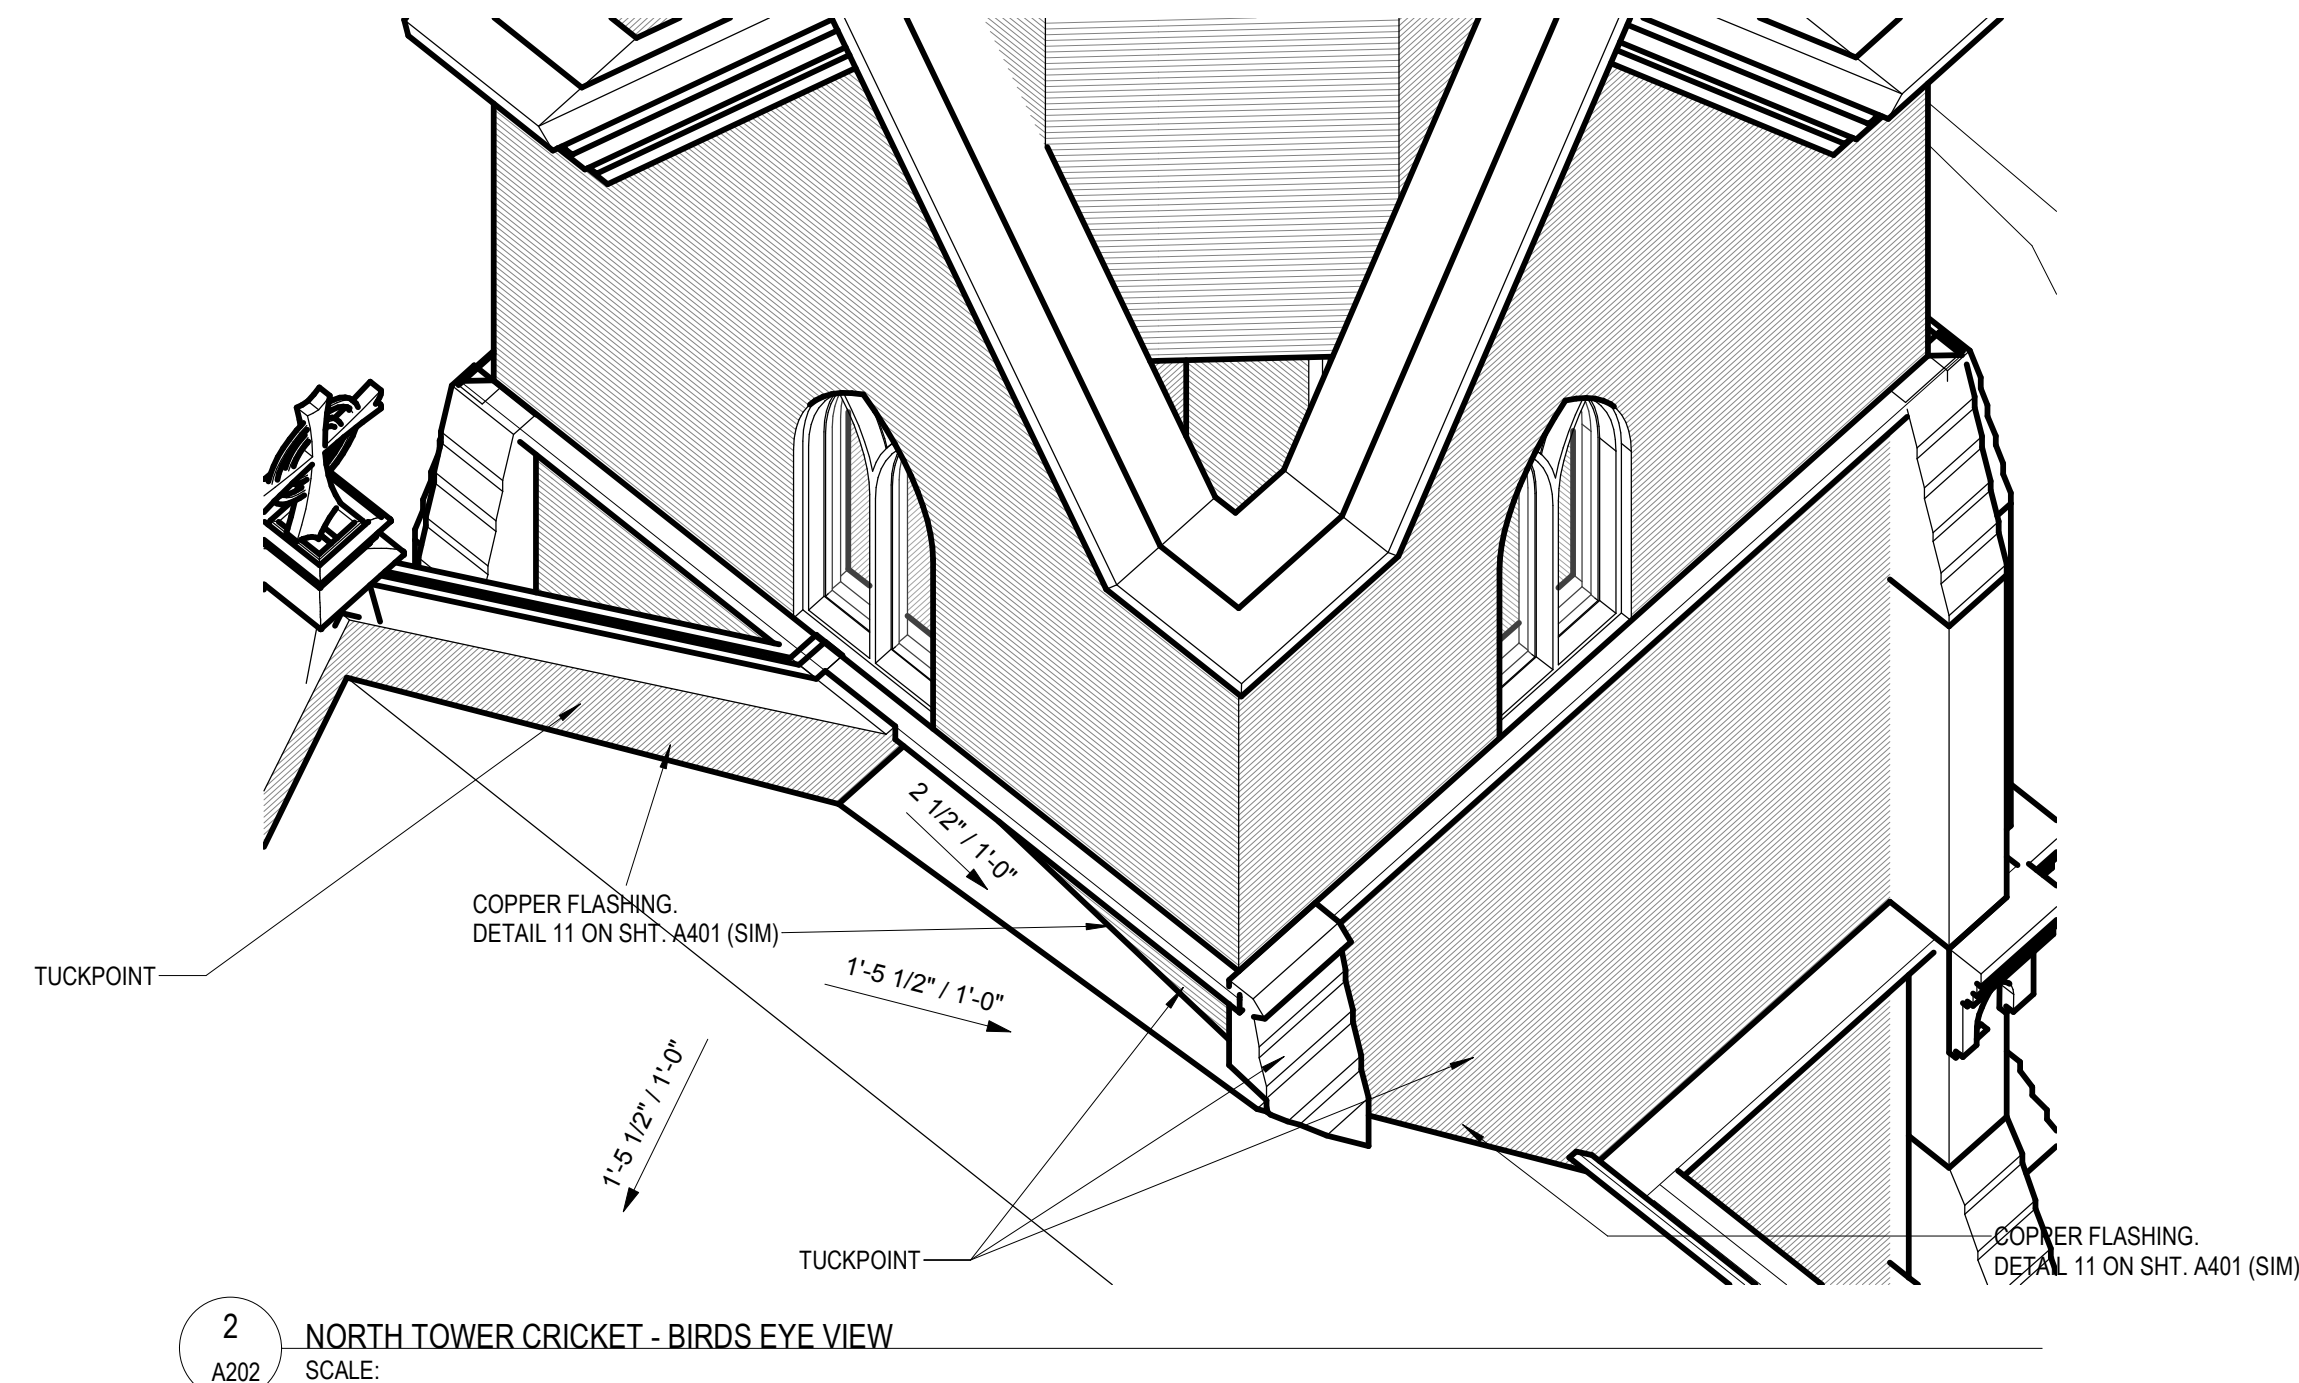 2 1/2" / 1'-0"
COPPER FLASHING.
DETAIL 11 ON SHT. A401 (SIM)
TUCKPOINT
1'-5 1/2" / 1'-0"
1'-5 1/2" / 1'-0"
TUCKPOINT
COPPER FLASHING.
DETAIL 11 ON SHT. A401 (SIM)
2
A202
NORTH TOWER CRICKET - BIRDS EYE VIEW
SCALE: